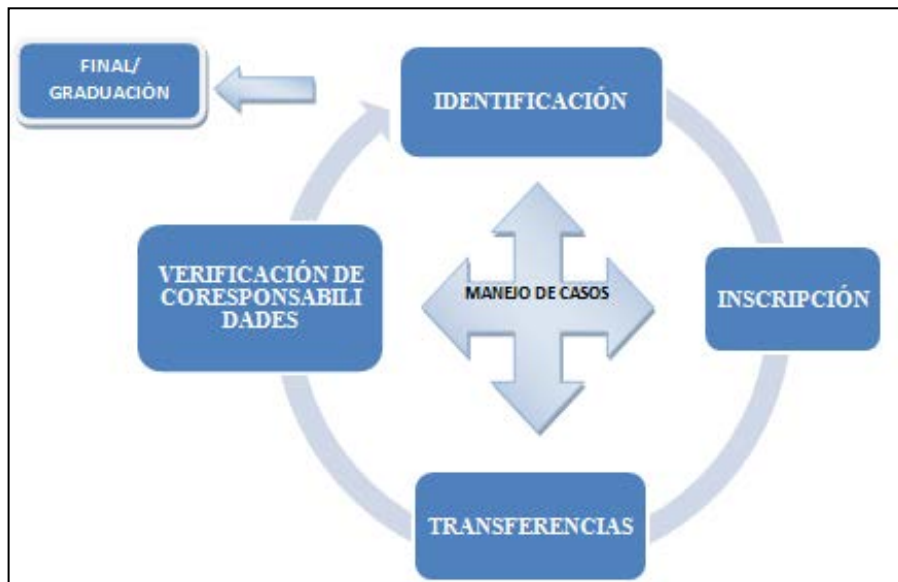 FINAL/
GRADUACIÒN
IDENTIFICACIÓN
VERIFICACIÓN DE
CORESPONSABILI
DADES
MANEJO DE CASOS
INSCRIPCIÓN
TRANSFERENCIAS